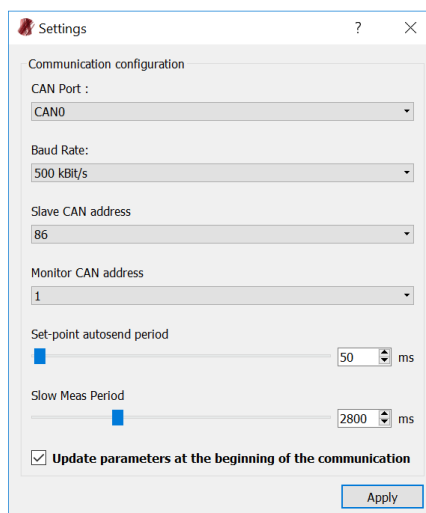 Settings
?
Communication configuration
CAN Port :
CAN0
Baud Rate:
500 kBit/s
Slave CAN address
86
Monitor CAN address
1
Set-point autosend period
50 ms
Slow Meas Period
2800 ms
Update parameters at the beginning of the communication
Apply